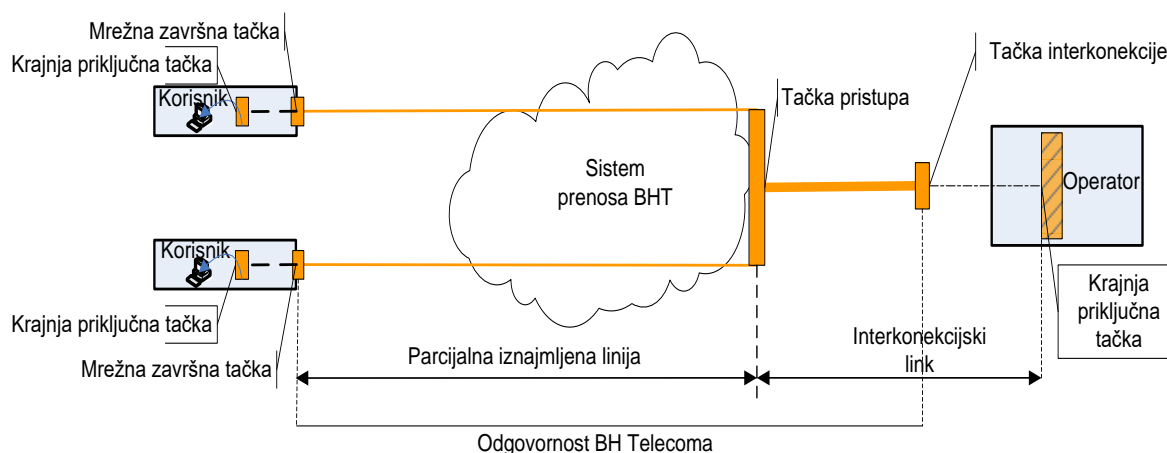 Mrežna završna tačka
Krajnja priključna tačka
Korisnik
Tačka interkonekcije
Tačka pristupa
Sistem
prenosa BHT
Operator
Korisnik
Krajnja priključna tačka
Mrežna završna tačka
Parcijalna iznajmljena linija
Interkonekcijski
link
Krajnja
priključna
tačka
Odgovornost BH Telecoma